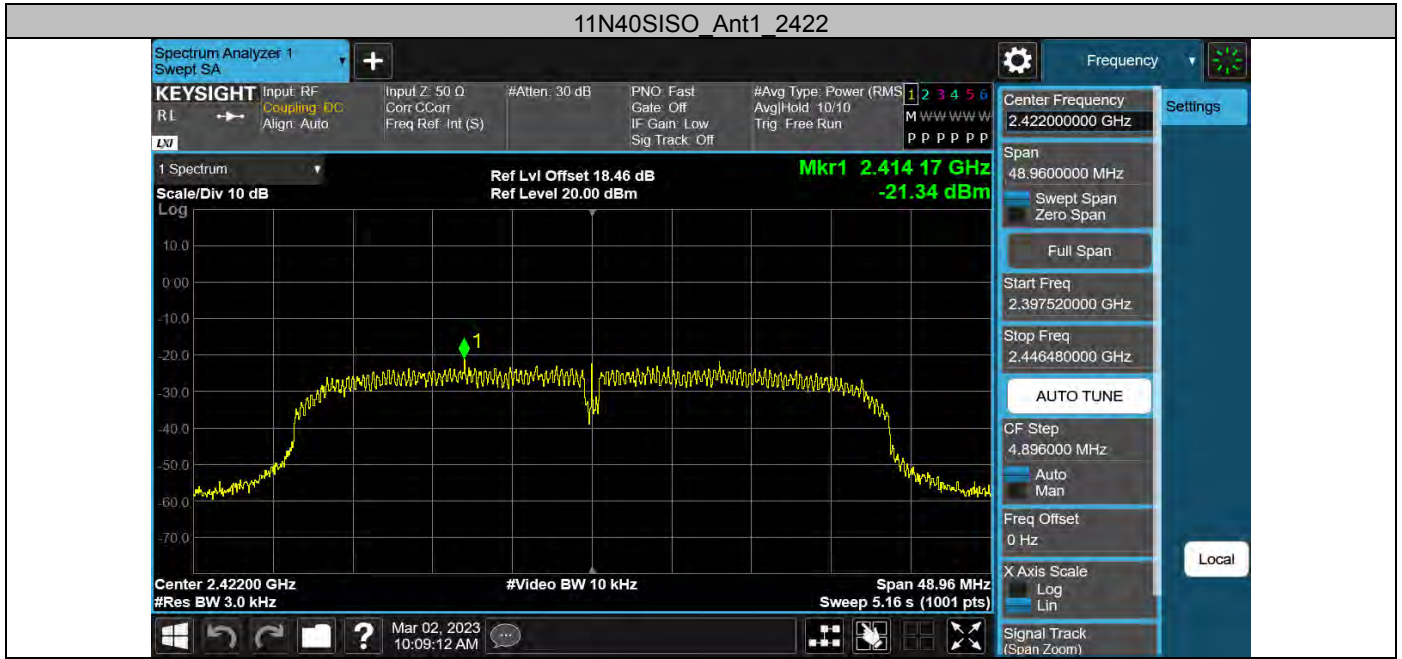 11N40SISO_Ant1_2422
Spectrum Analyzer 1
Swept SA
Frequency
KEYSIGHT
RL
LXI
Input: RF
Coupling: DC
Align: Auto
Input Z: 50 Ω
Corr CCorr
Freq Ref: Int (S)
#Atten: 30 dB
PNO: Fast
Gate: Off
IF Gain: Low
Sig Track: Off
#Avg Type: Power (RMS
Avg|Hold: 10/10
Trig: Free Run
1 2 3 4 5 6
M W W W W W
P P P P P P
1 Spectrum
Scale/Div 10 dB
Log
Ref Lvl Offset 18.46 dB
Ref Level 20.00 dBm
Mkr1 2.414 17 GHz
-21.34 dBm
10.0
0.00
-10.0
-20.0
-30.0
-40.0
-50.0
-60.0
-70.0
1
Center 2.42200 GHz
#Res BW 3.0 kHz
#Video BW 10 kHz
Span 48.96 MHz
Sweep 5.16 s (1001 pts)
Mar 02, 2023
10:09:12 AM
Center Frequency
2.422000000 GHz
Span
48.9600000 MHz
Swept Span
Zero Span
Full Span
Start Freq
2.397520000 GHz
Stop Freq
2.446480000 GHz
AUTO TUNE
CF Step
4.896000 MHz
Auto
Man
Freq Offset
0 Hz
X Axis Scale
Log
Lin
Signal Track
(Span Zoom)
Settings
Local